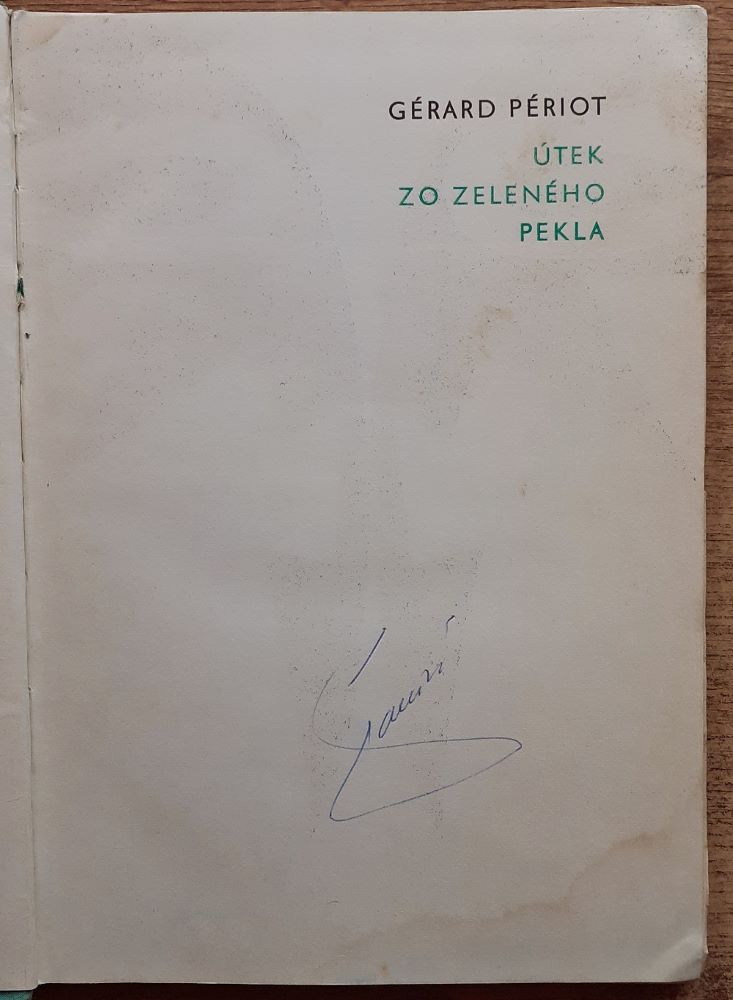 GÉRARD PÉRIOT
ÚTEK
ZO ZELENÉHO
PEKLA